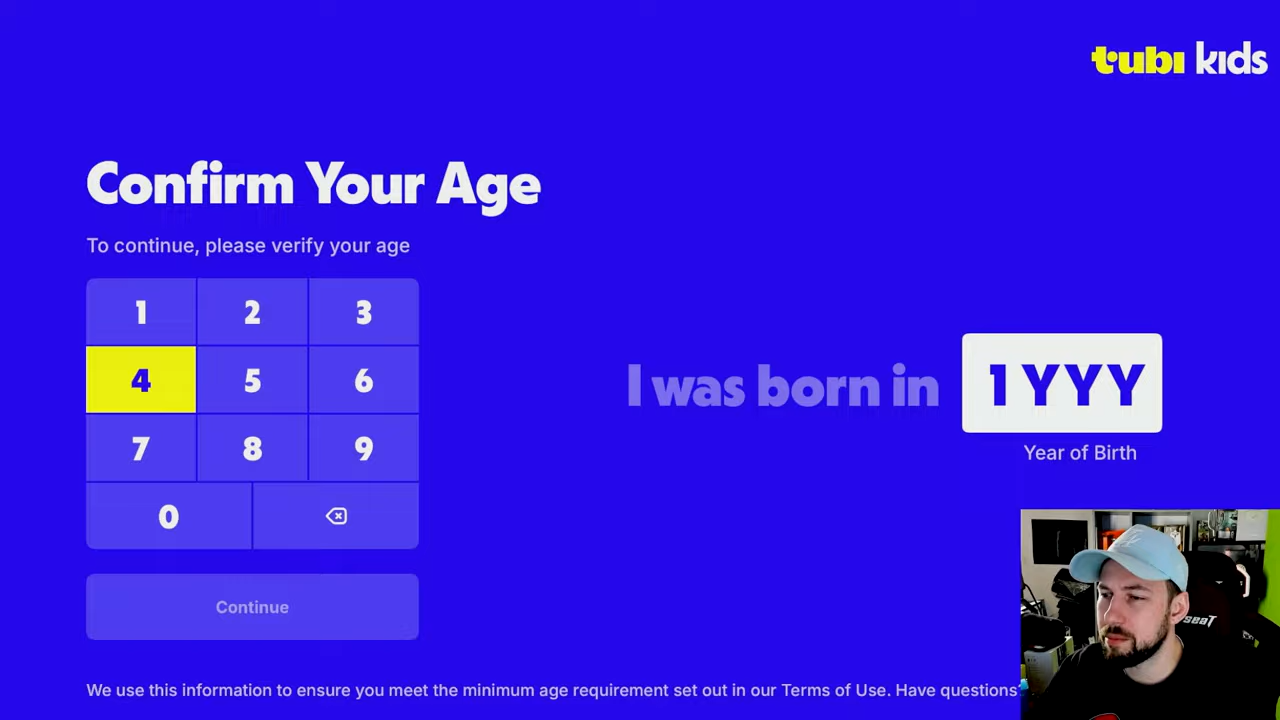 tubi kids
Confirm Your Age
To continue, please verify your age
1 2 3
4 5 6
7 8 9
0
I was born in 1YYY
Year of Birth
Continue
We use this information to ensure you meet the minimum age requirement set out in our Terms of Use. Have questions?